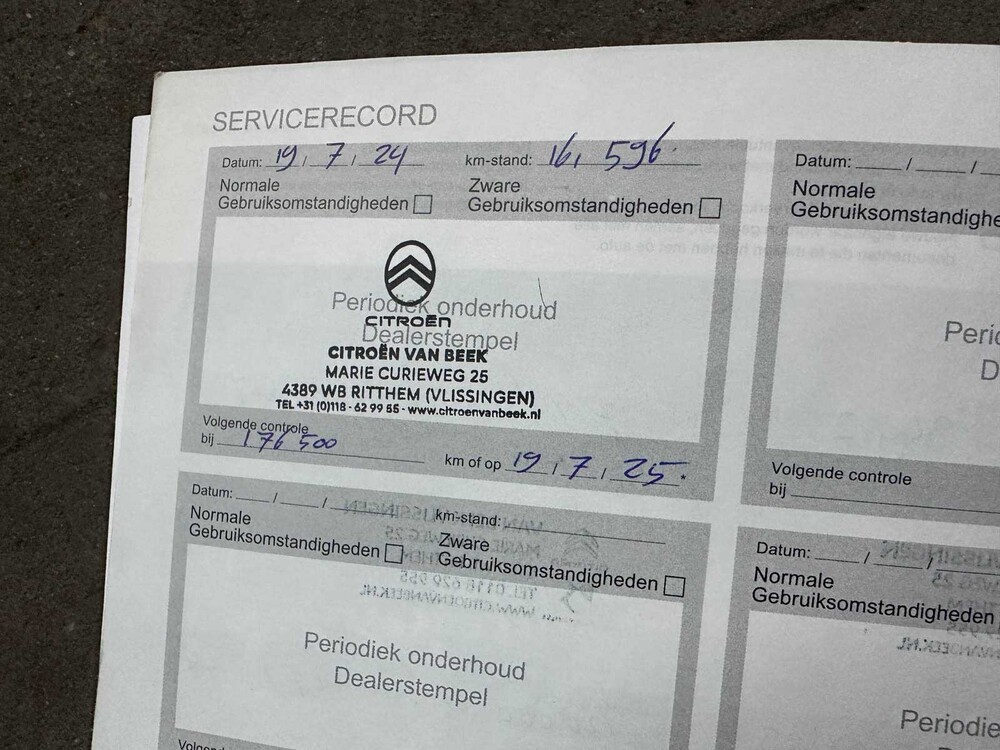 SERVICERECORD
Datum: 19 / 7 / 24 km-stand: 16, 596.
Normale Gebruiksomstandigheden
Zware Gebruiksomstandigheden
Periodiek onderhoud
CITROËN
Dealerstempel
CITROËN VAN BEEK
MARIE CURIEWEG 25
4389 WB RITTHEM (VLISSINGEN)
TEL +31 (0)118 - 62 99 55 - www.citroenvanbeek.nl
Volgende controle
bij 176 500 km of op 19 / 7 / 25.
Datum: / /
Normale
Gebruiksomstandighe
Perio
D
Volgende controle
bij
Datum: / / km-stand:
Normale Gebruiksomstandigheden
Zware Gebruiksomstandigheden
Periodiek onderhoud
Dealerstempel
Datum: / /
Normale
Gebruiksomstandigheden
Periodie